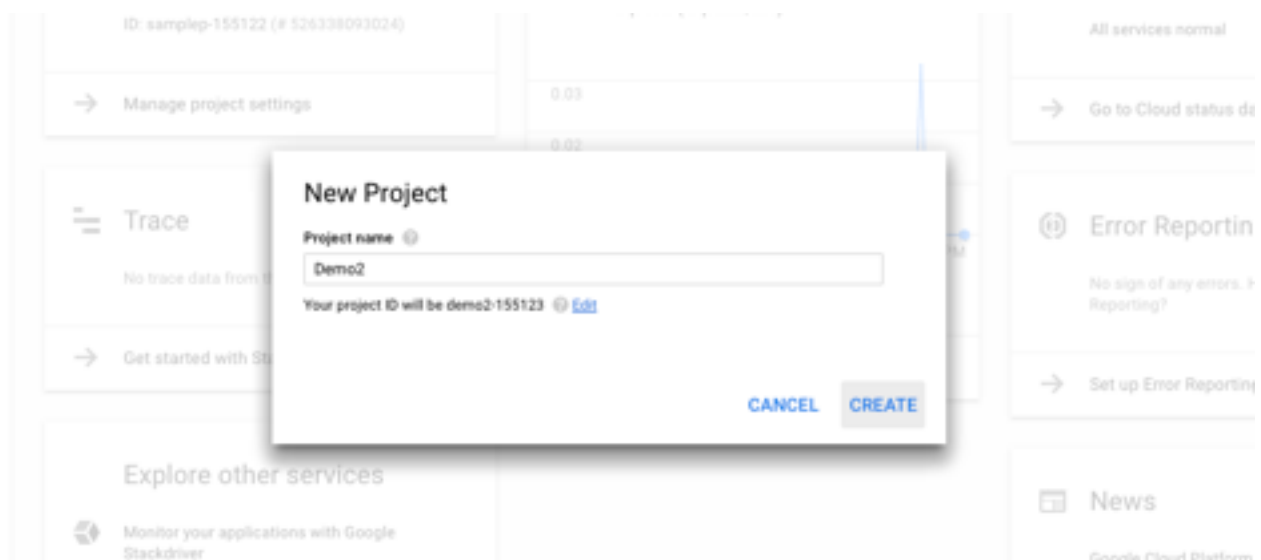 ID: samplep-155122 (# 526338093024)
Manage project settings
0.03
0.02
All services normal
Go to Cloud status da
New Project
Project name
Demo2
Your project ID will be demo2-155123 Edit
CANCEL CREATE
Trace
No trace data from t
Get started with St
Error Reportin
No sign of any errors. H
Reporting?
Set up Error Reporting
Explore other services
Monitor your applications with Google
Stackdriver
News
Google Cloud Platform